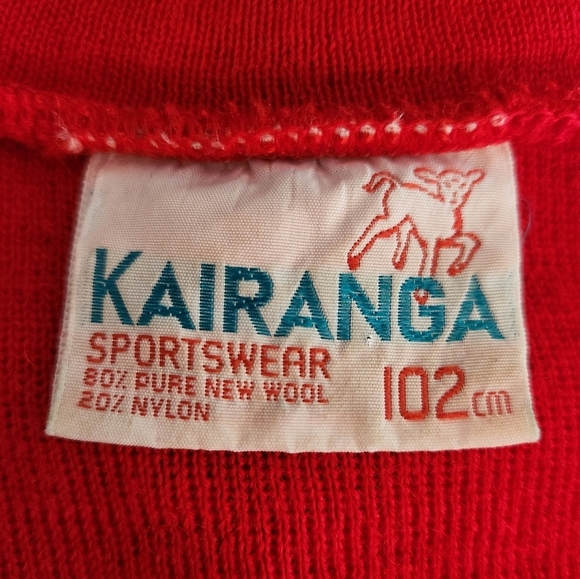 KAIRANGA
SPORTSWEAR
80% PURE NEW WOOL
20% NYLON
102cm